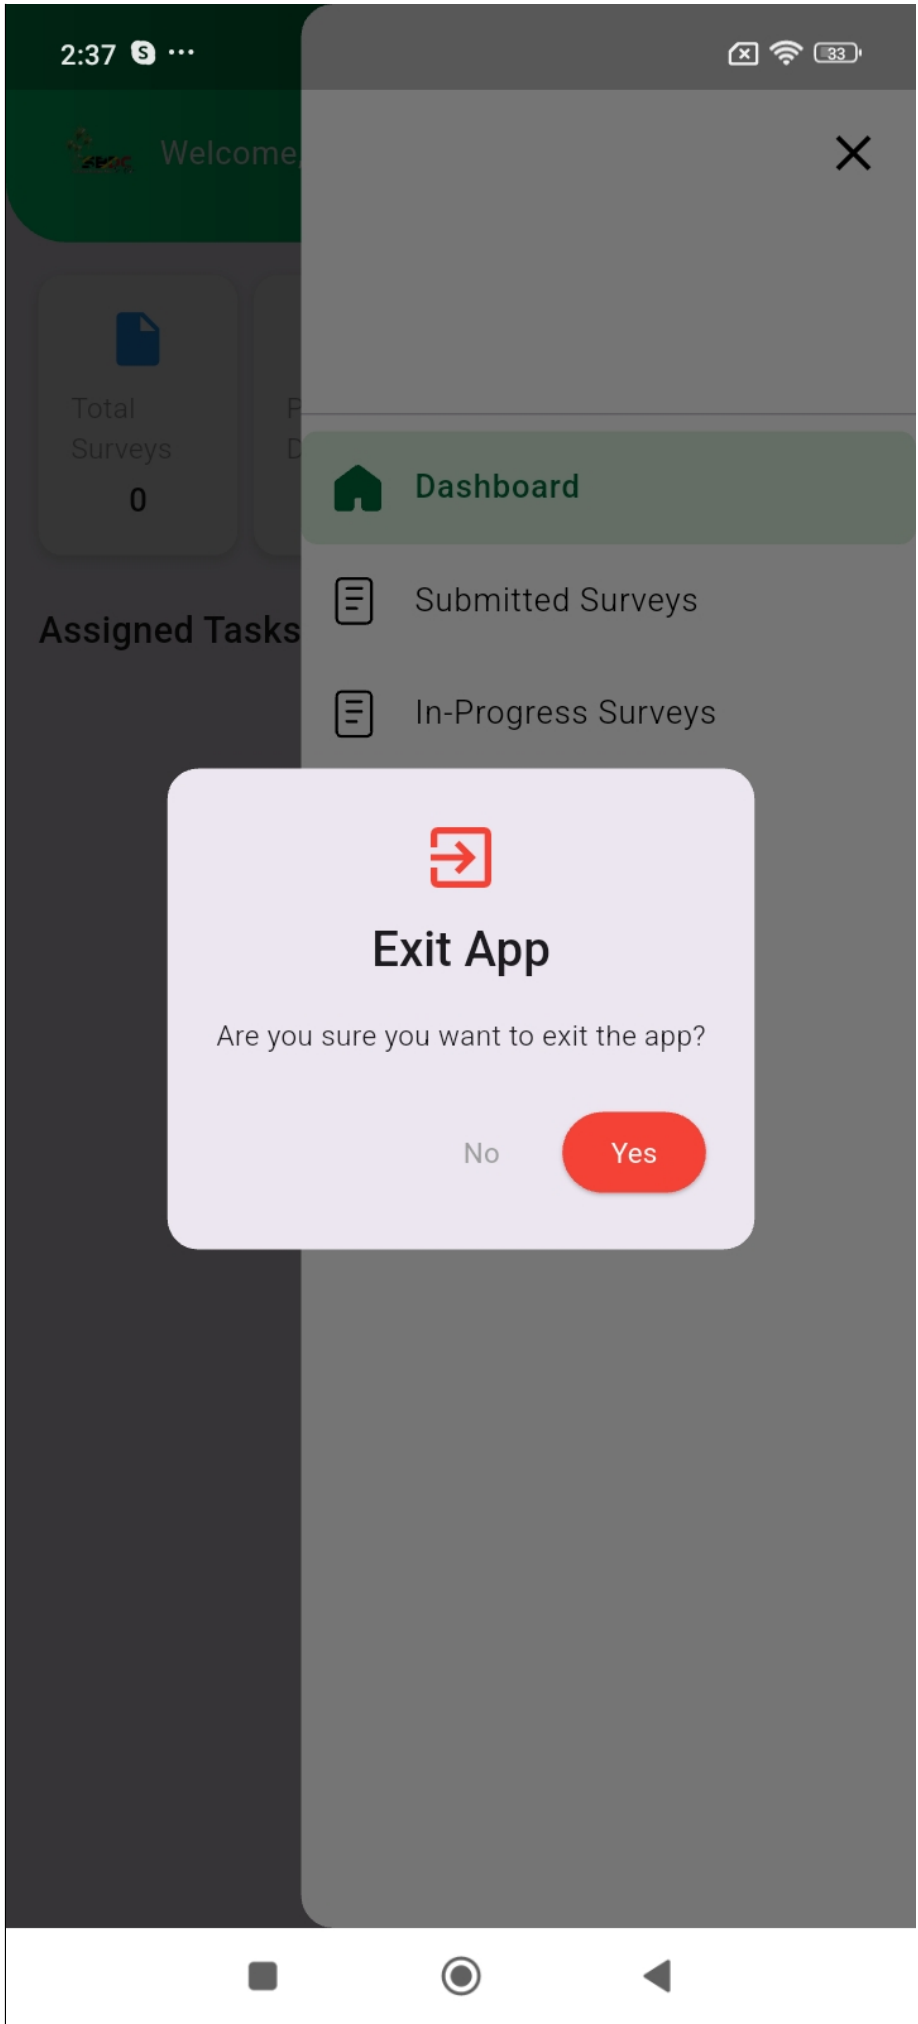 2:37
33
Welcome,
Total
Surveys
0
P
D
Assigned Tasks
Dashboard
Submitted Surveys
In-Progress Surveys
Exit App
Are you sure you want to exit the app?
No
Yes